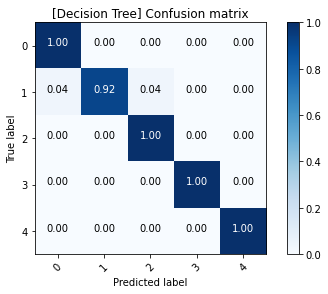 [Decision Tree] Confusion matrix
1.0
0 1.00 0.00 0.00 0.00 0.00
0.8
1 0.04 0.92 0.04 0.00 0.00
0.6
True label
2 0.00 0.00 1.00 0.00 0.00
0.4
3 0.00 0.00 0.00 1.00 0.00
0.2
4 0.00 0.00 0.00 0.00 1.00
0.0
0 1 2 3 4
Predicted label